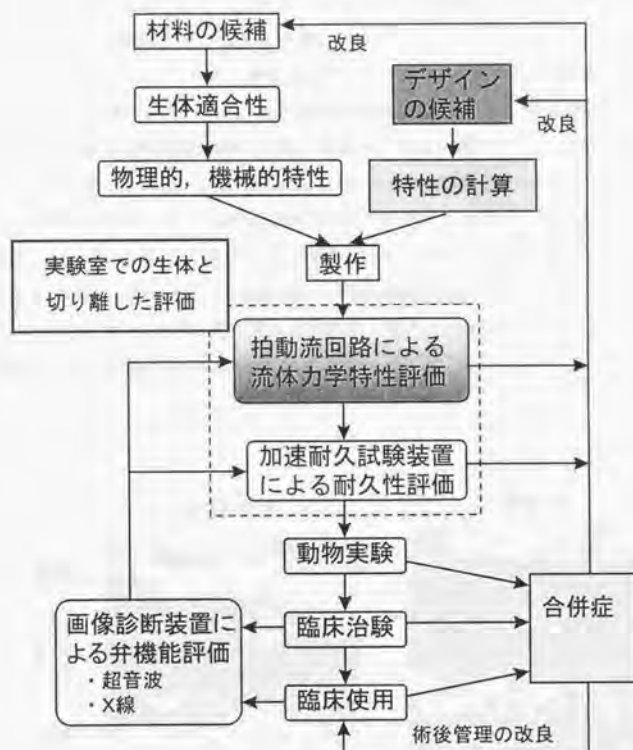 材料の候補
改良
デザイン
の候補
改良
生体適合性
物理的，機械的特性
特性の計算
製作
実験室での生体と
切り離した評価
拍動流回路による
流体力学特性評価
加速耐久試験装置
による耐久性評価
動物実験
合併症
画像診断装置に
よる弁機能評価
・超音波
・X線
臨床治験
臨床使用
術後管理の改良